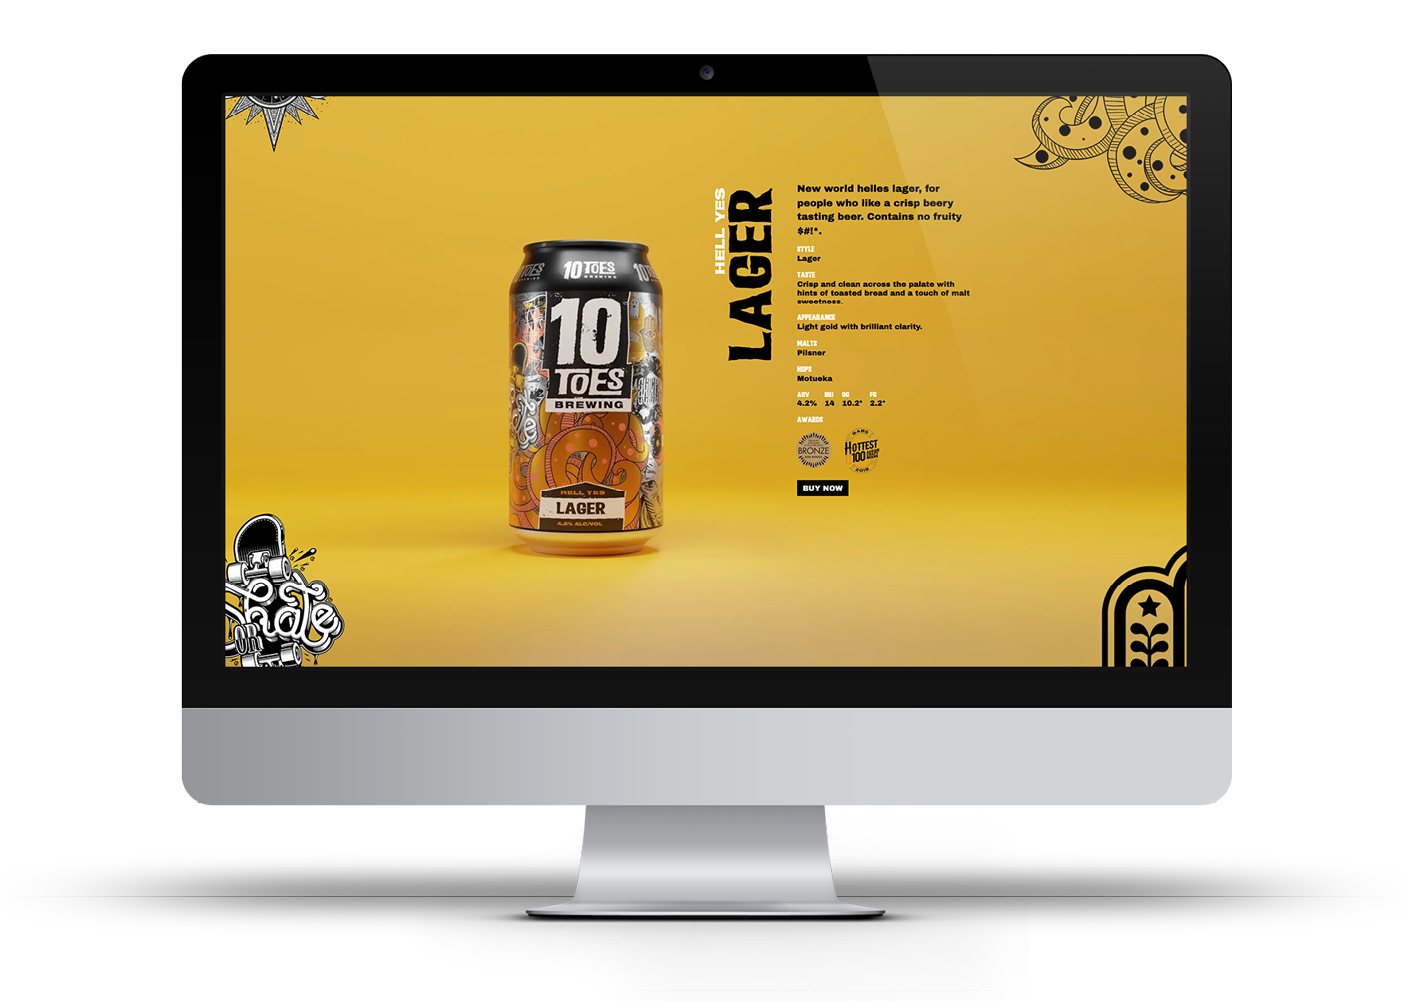 10 TOES
BREWING
10
TOES
BREWING
HELL YES
LAGER
4.2% ALC/VOL
Skate
OR
HELL YES
LAGER
New world helles lager, for
people who like a crisp beery
tasting beer. Contains no fruity
$#!*.
STYLE
Lager
TASTE
Crisp and clean across the palate with
hints of toasted bread and a touch of malt
sweetness.
APPEARANCE
Light gold with brilliant clarity.
MALTS
Pilsner
HOPS
Motueka
ABV IBU OG FG
4.2% 14 10.2° 2.2°
AWARDS
BRONZE
GABS
HOTTEST
100
2018
BUY NOW